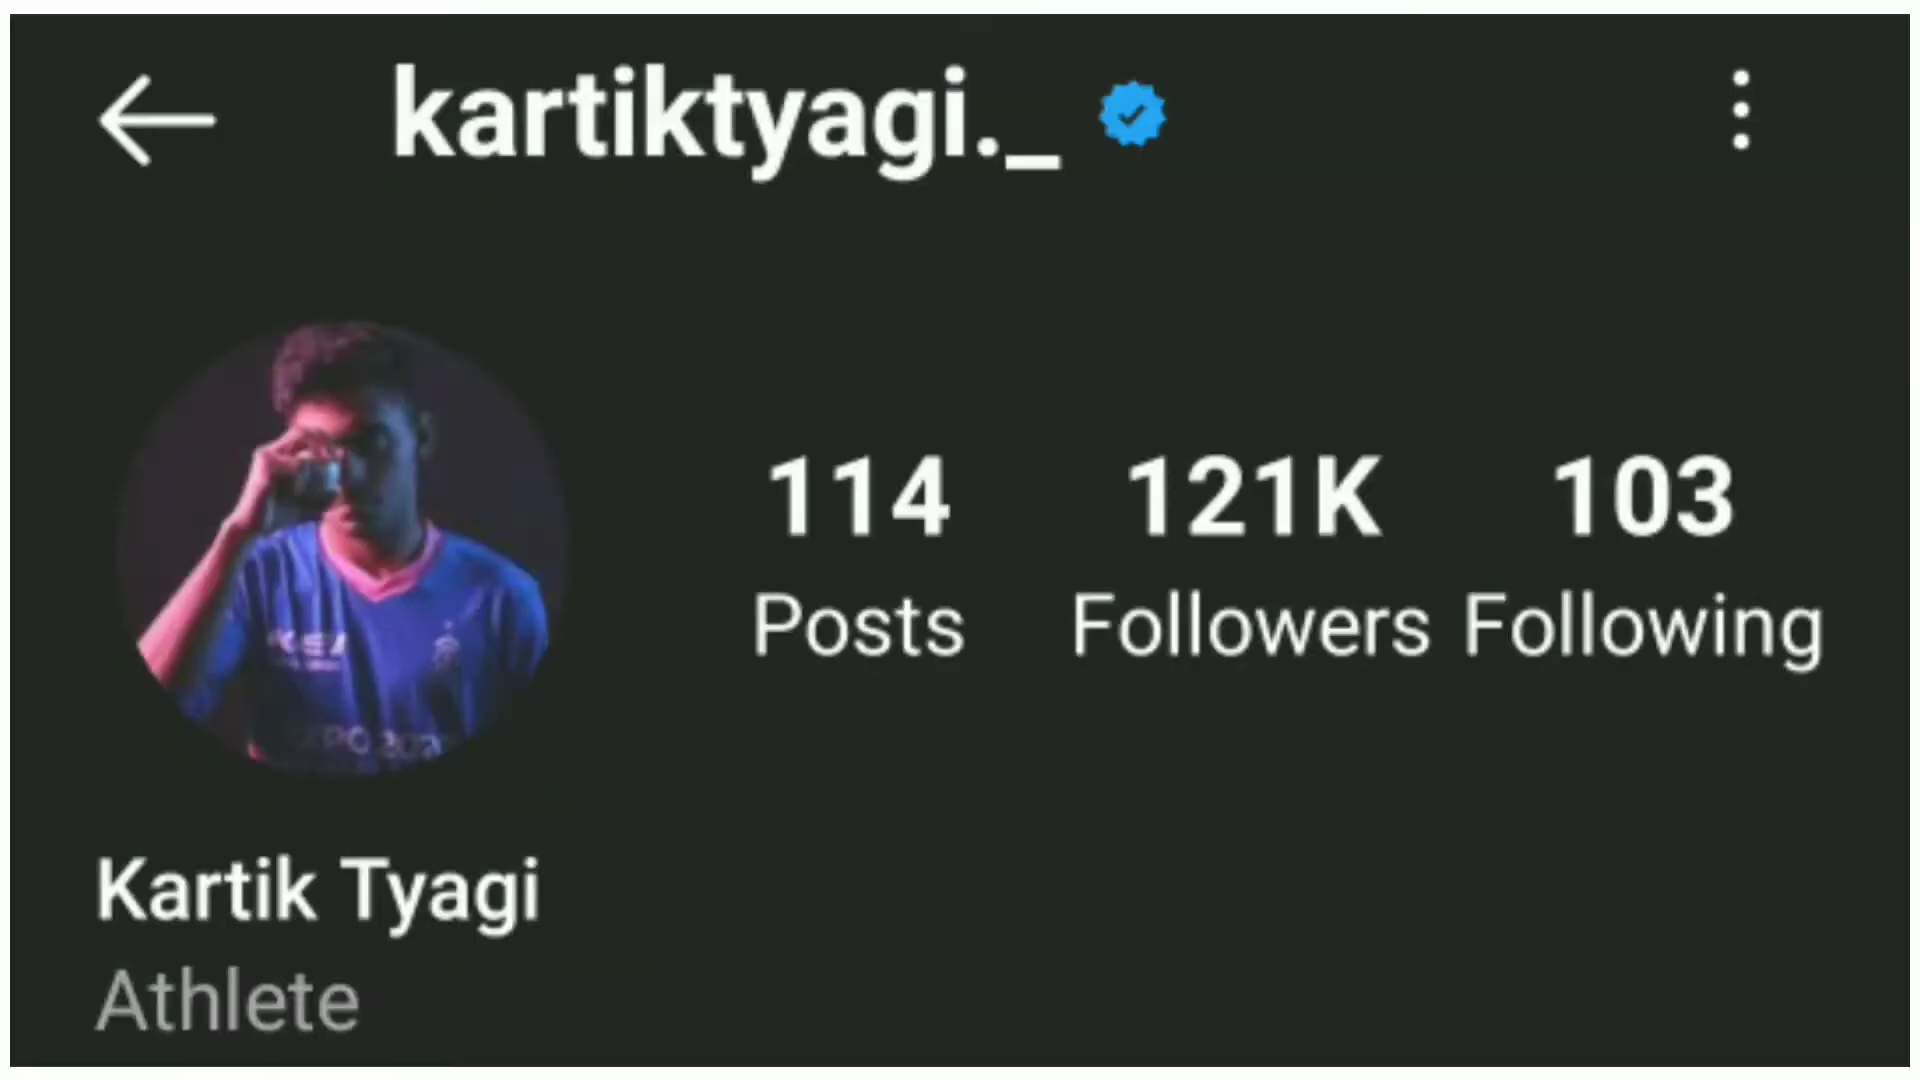 kartiktyagi._
114 121K 103
Posts Followers Following
Kartik Tyagi
Athlete